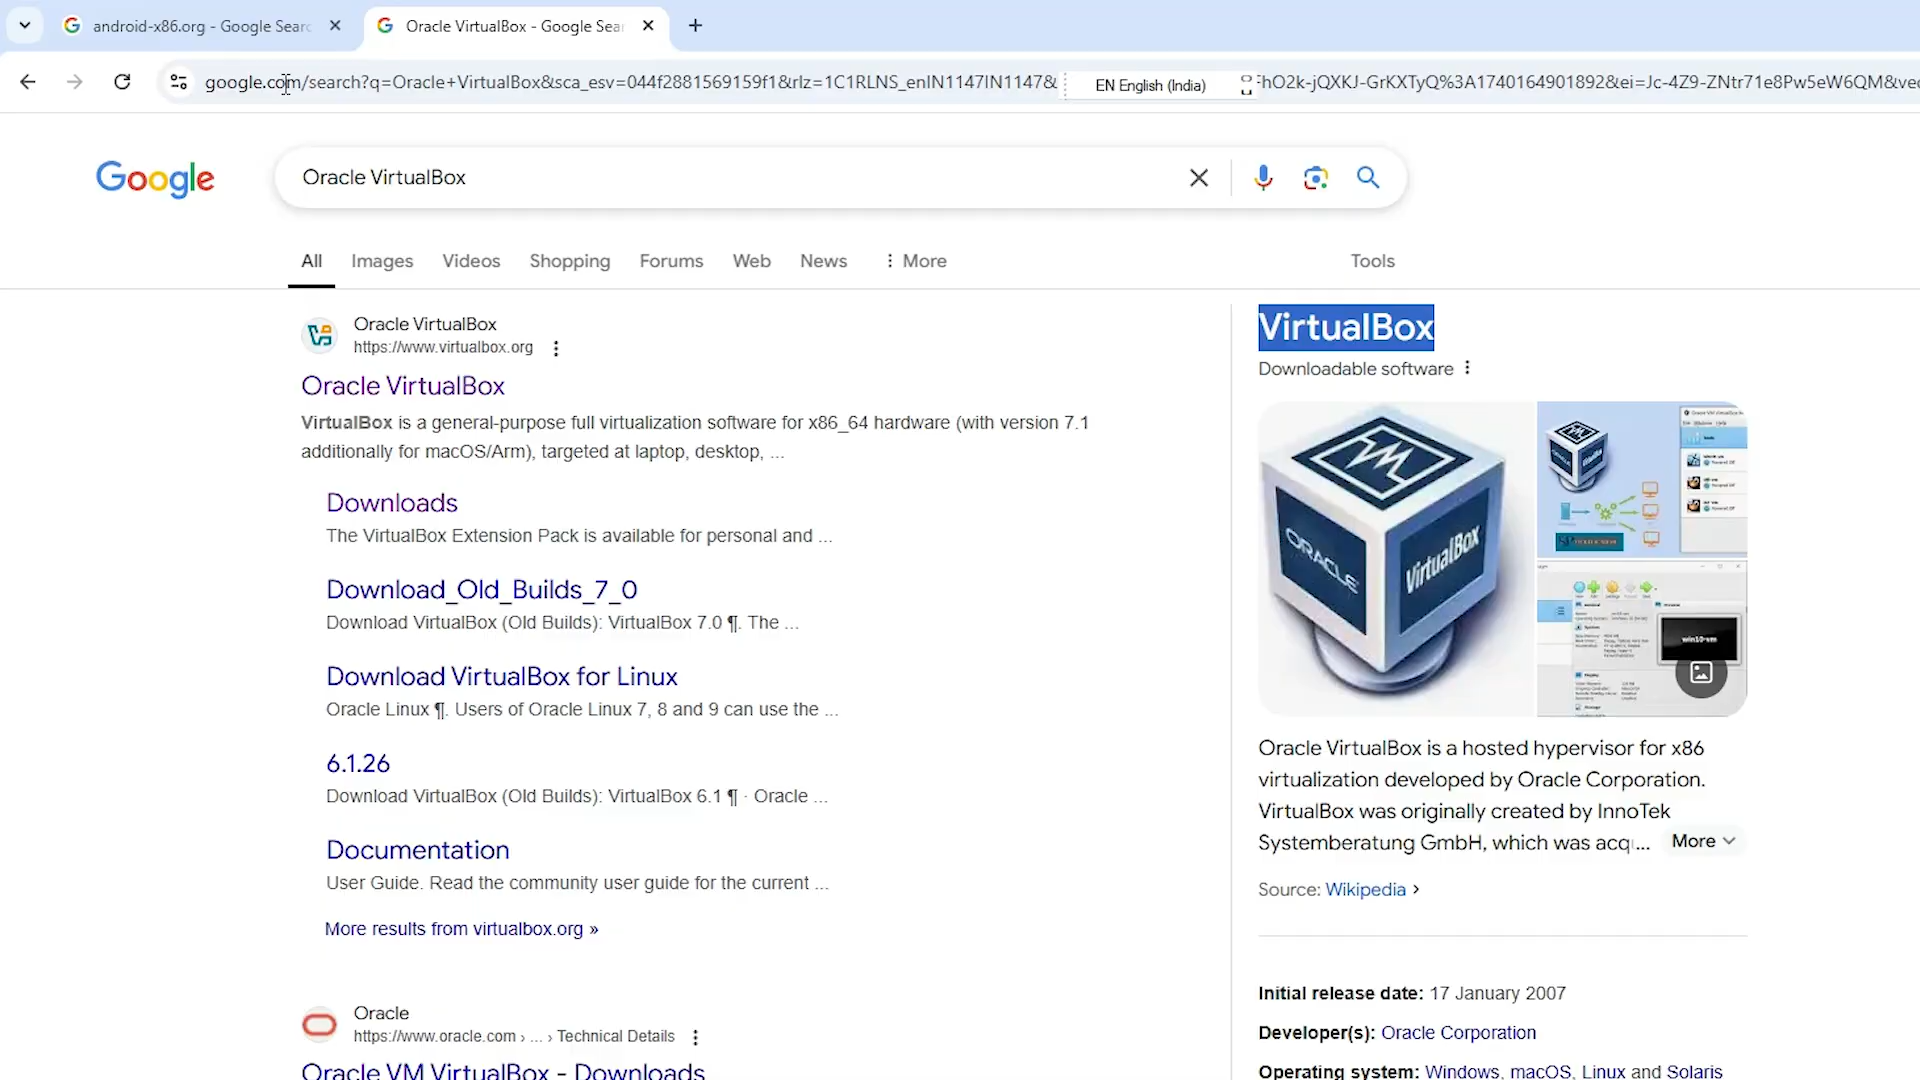 android-x86.org - Google Searc
Oracle VirtualBox - Google Sear
google.com/search?q=Oracle+VirtualBox&sca_esv=044f2881569159f1&rlz=1C1RLNS_enIN1147IN1147&
EN English (India)
hO2k-jQXKJ-GrKXTyQ%3A1740164901892&ei=Jc-4Z9-ZNtr71e8Pw5eW6QM&vec
Google
Oracle VirtualBox
All Images Videos Shopping Forums Web News More Tools
Oracle VirtualBox
https://www.virtualbox.org
Oracle VirtualBox
VirtualBox is a general-purpose full virtualization software for x86_64 hardware (with version 7.1
additionally for macOS/Arm), targeted at laptop, desktop, ...
Downloads
The VirtualBox Extension Pack is available for personal and ...
Download_Old_Builds_7_0
Download VirtualBox (Old Builds): VirtualBox 7.0 ¶. The ...
Download VirtualBox for Linux
Oracle Linux ¶. Users of Oracle Linux 7, 8 and 9 can use the ...
6.1.26
Download VirtualBox (Old Builds): VirtualBox 6.1 ¶ · Oracle ...
Documentation
User Guide. Read the community user guide for the current ...
More results from virtualbox.org »
Oracle
https://www.oracle.com › ... › Technical Details
Oracle VM VirtualBox - Downloads
VirtualBox
Downloadable software
ORACLE
VirtualBox
win10-vm
Oracle VirtualBox is a hosted hypervisor for x86
virtualization developed by Oracle Corporation.
VirtualBox was originally created by InnoTek
Systemberatung GmbH, which was acq... More
Source: Wikipedia ›
Initial release date: 17 January 2007
Developer(s): Oracle Corporation
Operating system: Windows, macOS, Linux and Solaris